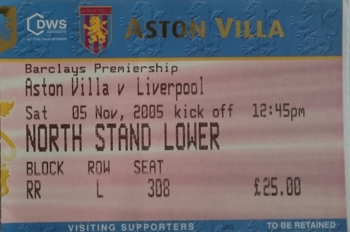 DWS
ASTON VILLA
Barclays Premiership
Aston Villa v Liverpool
Sat 05 Nov, 2005 kick off 12:45pm
NORTH STAND LOWER
BLOCK ROW SEAT
RR L 308 £25.00
VISITING SUPPORTERS TO BE RETAINED